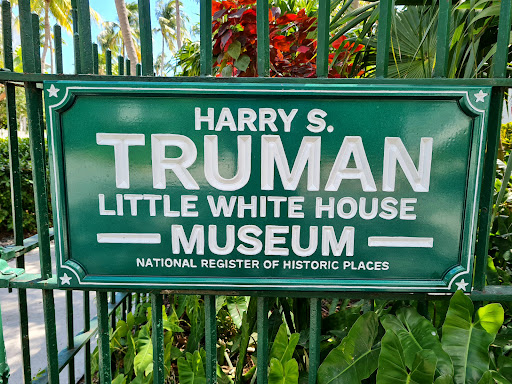 HARRY S.
TRUMAN
LITTLE WHITE HOUSE
MUSEUM
NATIONAL REGISTER OF HISTORIC PLACES